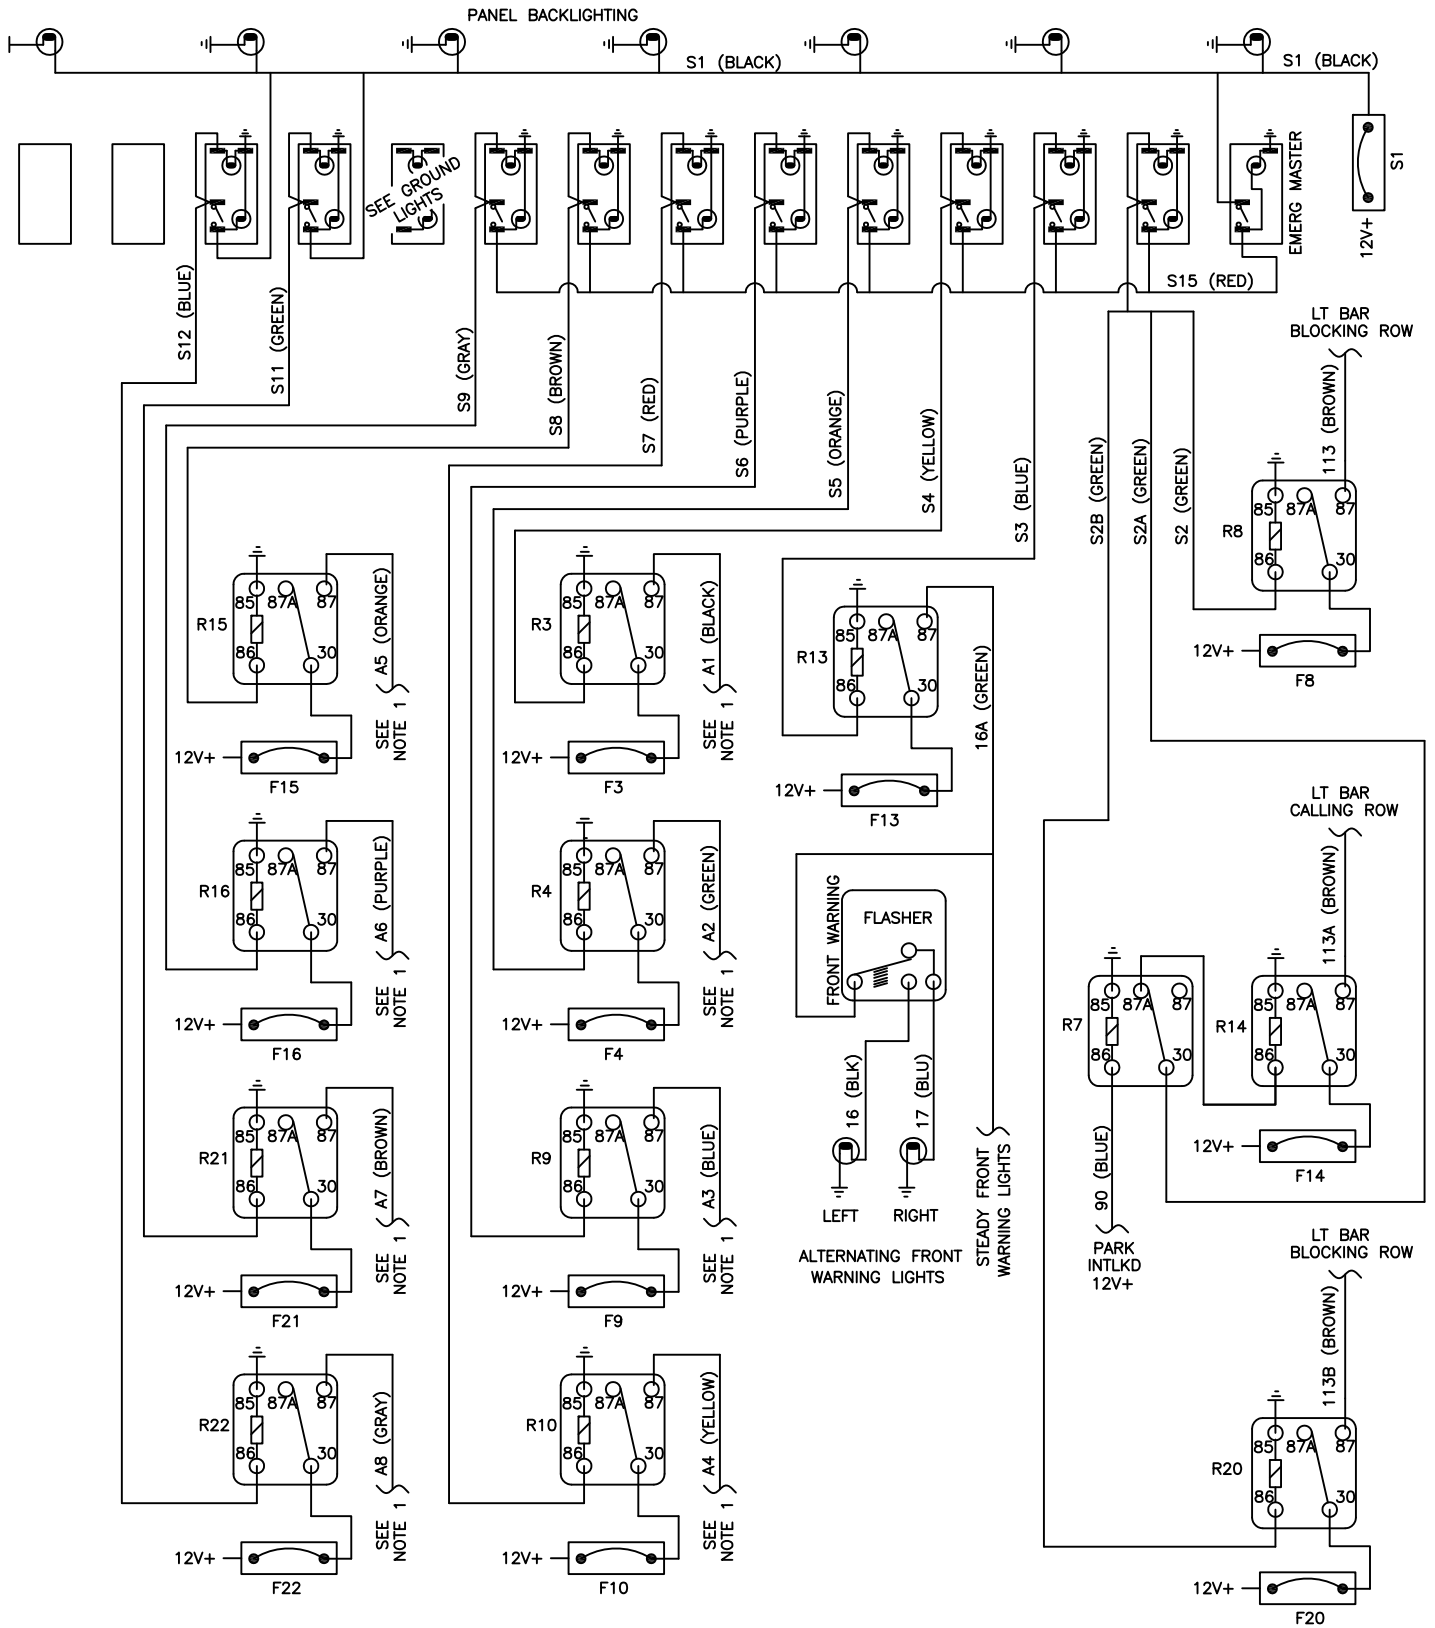 PANEL BACKLIGHTING
S1 (BLACK)
S1 (BLACK)
S1
12V+
EMERG MASTER
SEE GROUND
LIGHTS
S15 (RED)
S12 (BLUE)
S11 (GREEN)
S9 (GRAY)
S8 (BROWN)
S7 (RED)
S6 (PURPLE)
S5 (ORANGE)
S4 (YELLOW)
S3 (BLUE)
S2B (GREEN)
S2A (GREEN)
S2 (GREEN)
LT BAR
BLOCKING ROW
113 (BROWN)
R8
85
87A
87
86
30
12V+
F8
R15
85
87A
87
86
30
A5 (ORANGE)
SEE
NOTE 1
12V+
F15
R3
85
87A
87
86
30
A1 (BLACK)
SEE
NOTE 1
12V+
F3
R13
85
87A
87
86
30
16A (GREEN)
12V+
F13
R16
85
87A
87
86
30
A6 (PURPLE)
SEE
NOTE 1
12V+
F16
R4
85
87A
87
86
30
A2 (GREEN)
SEE
NOTE 1
12V+
F4
FRONT WARNING
FLASHER
16 (BLK)
17 (BLU)
LEFT
RIGHT
ALTERNATING FRONT
WARNING LIGHTS
STEADY FRONT
WARNING LIGHTS
LT BAR
CALLING ROW
113A (BROWN)
R7
85
87A
87
86
30
90 (BLUE)
PARK
INTLKD
12V+
R14
85
87A
87
86
30
12V+
F14
R21
85
87A
87
86
30
A7 (BROWN)
SEE
NOTE 1
12V+
F21
R9
85
87A
87
86
30
A3 (BLUE)
SEE
NOTE 1
12V+
F9
LT BAR
BLOCKING ROW
113B (BROWN)
R22
85
87A
87
86
30
A8 (GRAY)
SEE
NOTE 1
12V+
F22
R10
85
87A
87
86
30
A4 (YELLOW)
SEE
NOTE 1
12V+
F10
R20
85
87A
87
86
30
12V+
F20